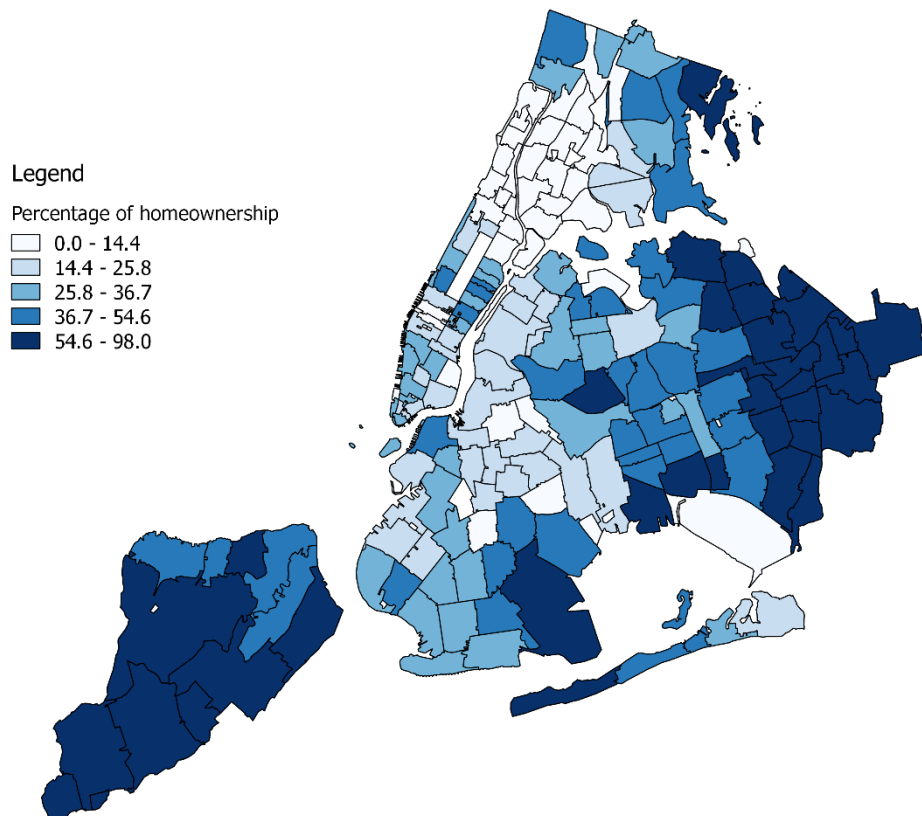 Legend
Percentage of homeownership
0.0 - 14.4
14.4 - 25.8
25.8 - 36.7
36.7 - 54.6
54.6 - 98.0